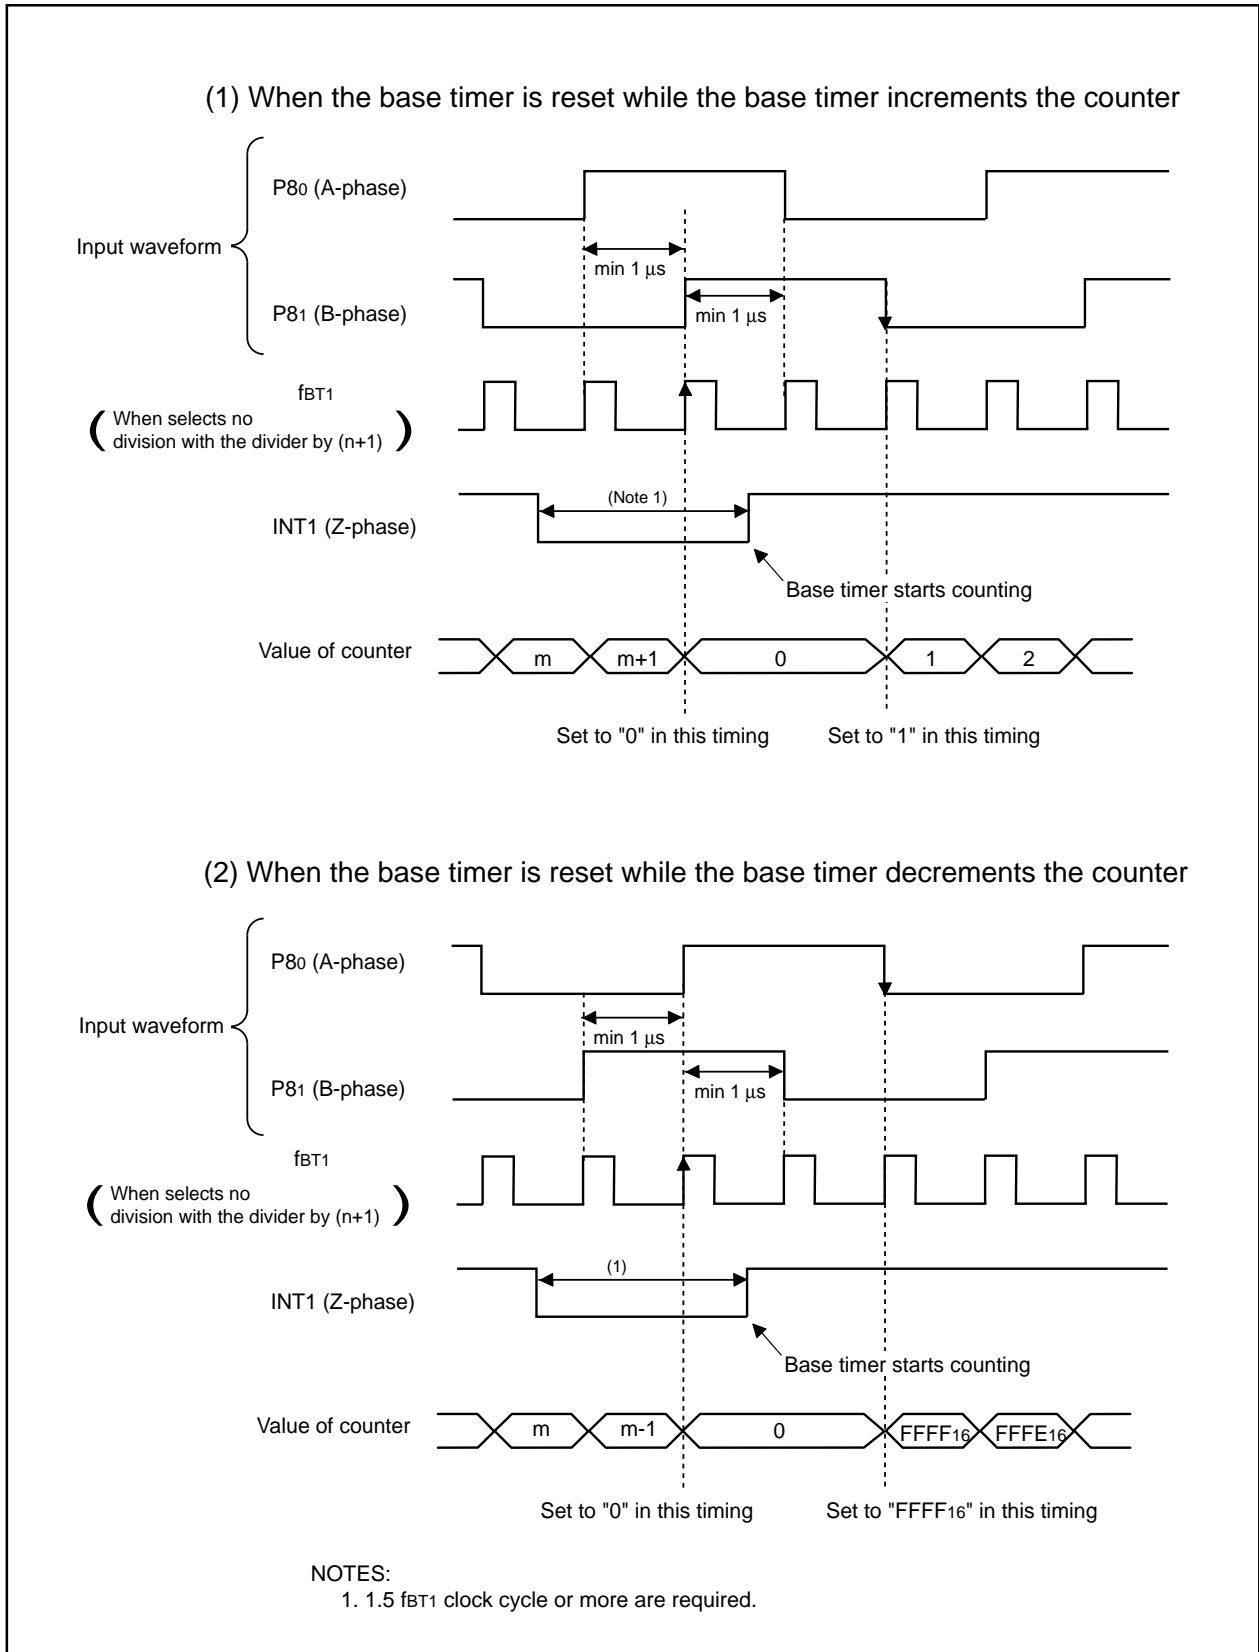 (1) When the base timer is reset while the base timer increments the counter
P80 (A-phase)
Input waveform
min 1 μs
P81 (B-phase)
min 1 μs
fBT1
( When selects no
division with the divider by (n+1) )
(Note 1)
INT1 (Z-phase)
Base timer starts counting
Value of counter
m
m+1
0
1
2
Set to "0" in this timing
Set to "1" in this timing
(2) When the base timer is reset while the base timer decrements the counter
P80 (A-phase)
Input waveform
min 1 μs
P81 (B-phase)
min 1 μs
fBT1
( When selects no
division with the divider by (n+1) )
(1)
INT1 (Z-phase)
Base timer starts counting
Value of counter
m
m-1
0
FFFF16
FFFE16
Set to "0" in this timing
Set to "FFFF16" in this timing
NOTES:
1. 1.5 fBT1 clock cycle or more are required.